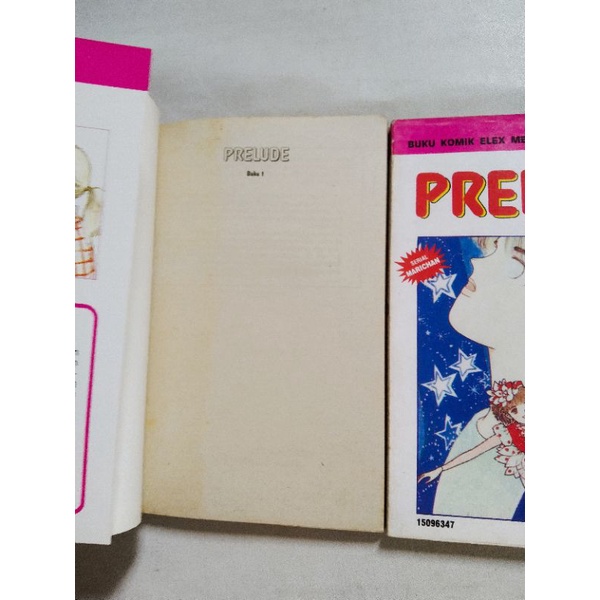 PRELUDE
Buku 1
BUKU KOMIK ELEX ME
PRE
SERIAL
MARICHAN
15096347